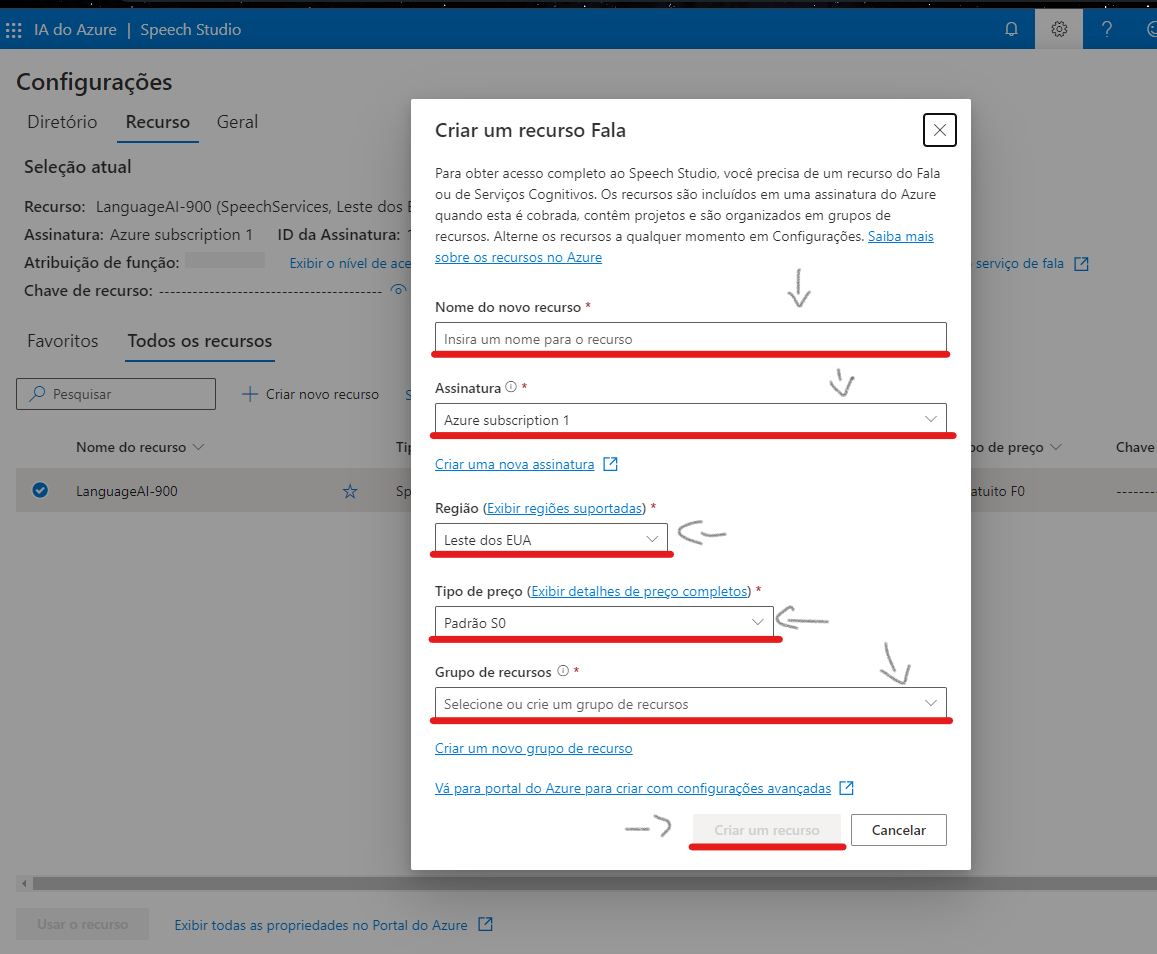 IA do Azure | Speech Studio
Configurações
Diretório Recurso Geral
Seleção atual
Recurso: LanguageAI-900 (SpeechServices, Leste dos
Assinatura: Azure subscription 1 ID da Assinatura:
Atribuição de função: Exibir o nível de ace
serviço de fala
Chave de recurso: -------------------------------------
Favoritos Todos os recursos
Pesquisar Criar novo recurso
Nome do recurso Tip
po de preço Chave
LanguageAI-900 Sp
atuito F0 -------
Criar um recurso Fala
Para obter acesso completo ao Speech Studio, você precisa de um recurso do Fala
ou de Serviços Cognitivos. Os recursos são incluídos em uma assinatura do Azure
quando esta é cobrada, contêm projetos e são organizados em grupos de
recursos. Alterne os recursos a qualquer momento em Configurações. Saiba mais
sobre os recursos no Azure
Nome do novo recurso *
Insira um nome para o recurso
Assinatura *
Azure subscription 1
Criar uma nova assinatura
Região (Exibir regiões suportadas) *
Leste dos EUA
Tipo de preço (Exibir detalhes de preço completos) *
Padrão S0
Grupo de recursos *
Selecione ou crie um grupo de recursos
Criar um novo grupo de recurso
Vá para portal do Azure para criar com configurações avançadas
Criar um recurso Cancelar
Usar o recurso Exibir todas as propriedades no Portal do Azure